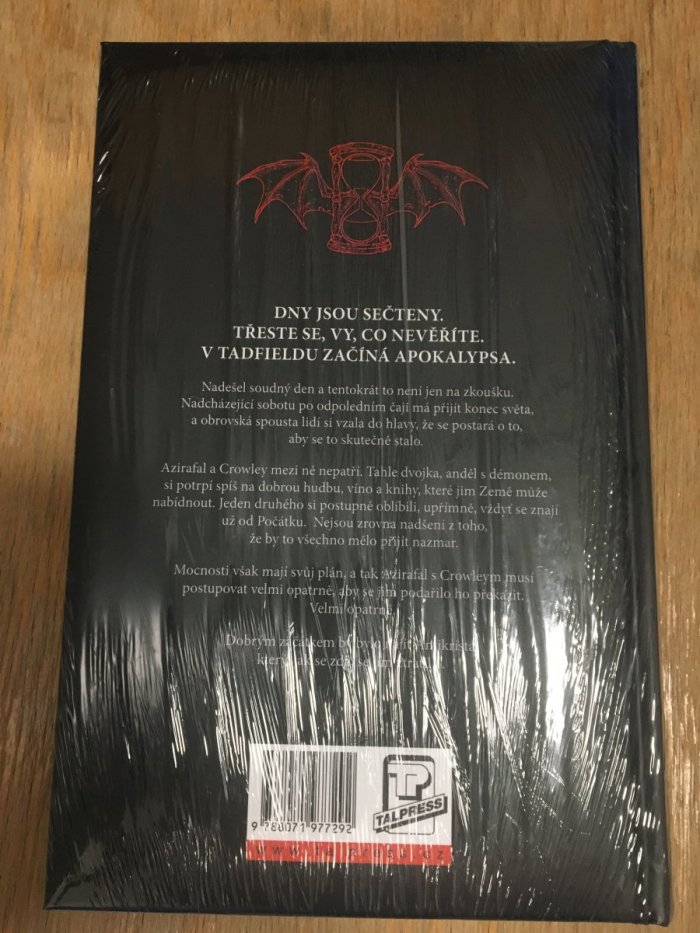 DNY JSOU SEČTENY.
TŘESTE SE, VY, CO NEVĚŘÍTE.
V TADFIELDU ZAČÍNÁ APOKALYPSA.
Nadešel soudný den a tentokrát to není jen na zkoušku.
Nadcházející sobotu po odpoledním čaji má přijít konec světa,
a obrovská spousta lidí si vzala do hlavy, že se postará o to,
aby se to skutečně stalo.
Azirafal a Crowley mezi ně nepatří. Tahle dvojka, anděl s démonem,
si potrpí spíš na dobrou hudbu, víno a knihy, které jim Země může
nabídnout. Jeden druhého si postupně oblíbili, upřímně, vždyť se znají
už od Počátku. Nejsou zrovna nadšení z toho,
že by to všechno mělo přijít nazmar.
Mocnosti však mají svůj plán, a tak Azirafal s Crowleym musí
postupovat velmi opatrně, aby se jim podařilo ho překazit.
Velmi opatrně.
Dobrým začátkem by bylo
jak se
9 788071 977292
TP
TALPRESS